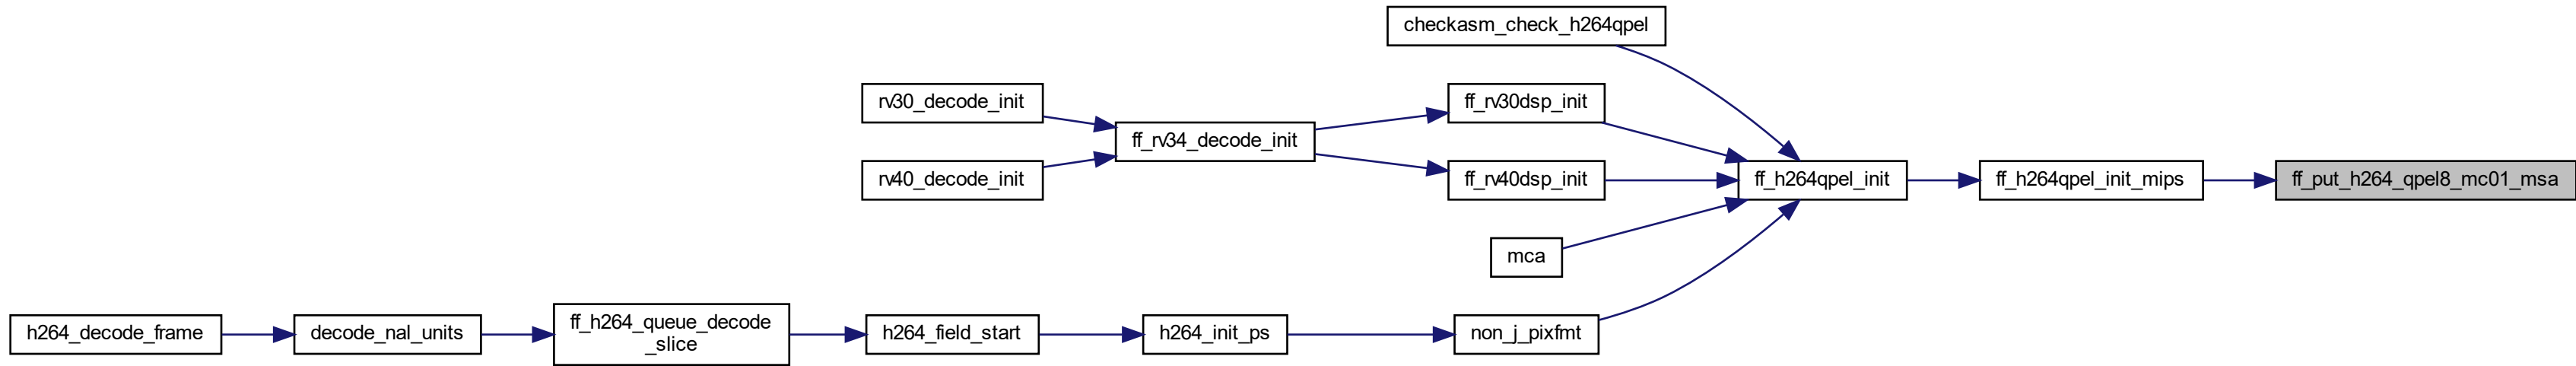 checkasm_check_h264qpel
rv30_decode_init
ff_rv30dsp_init
ff_rv34_decode_init
rv40_decode_init
ff_rv40dsp_init
ff_h264qpel_init
ff_h264qpel_init_mips
ff_put_h264_qpel8_mc01_msa
mca
h264_decode_frame
decode_nal_units
ff_h264_queue_decode
_slice
h264_field_start
h264_init_ps
non_j_pixfmt